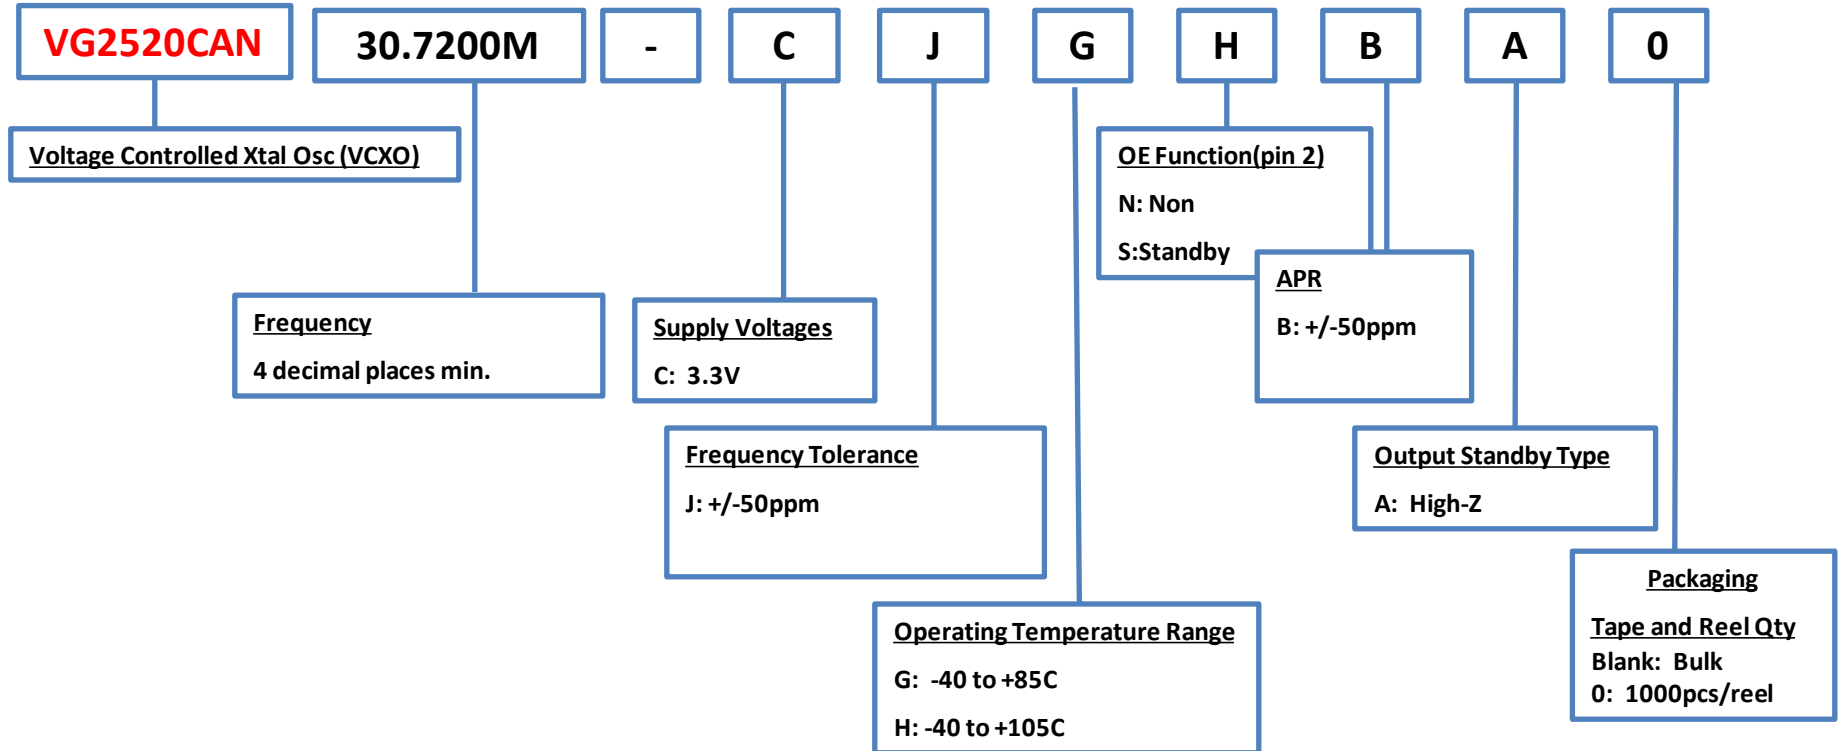 VG2520CAN 30.7200M - C J G H B A 0
Voltage Controlled Xtal Osc (VCXO)
OE Function(pin 2)
N: Non
S:Standby
APR
B: +/-50ppm
Frequency
4 decimal places min.
Supply Voltages
C: 3.3V
Frequency Tolerance
J: +/-50ppm
Output Standby Type
A: High-Z
Packaging
Tape and Reel Qty
Blank: Bulk
0: 1000pcs/reel
Operating Temperature Range
G: -40 to +85C
H: -40 to +105C